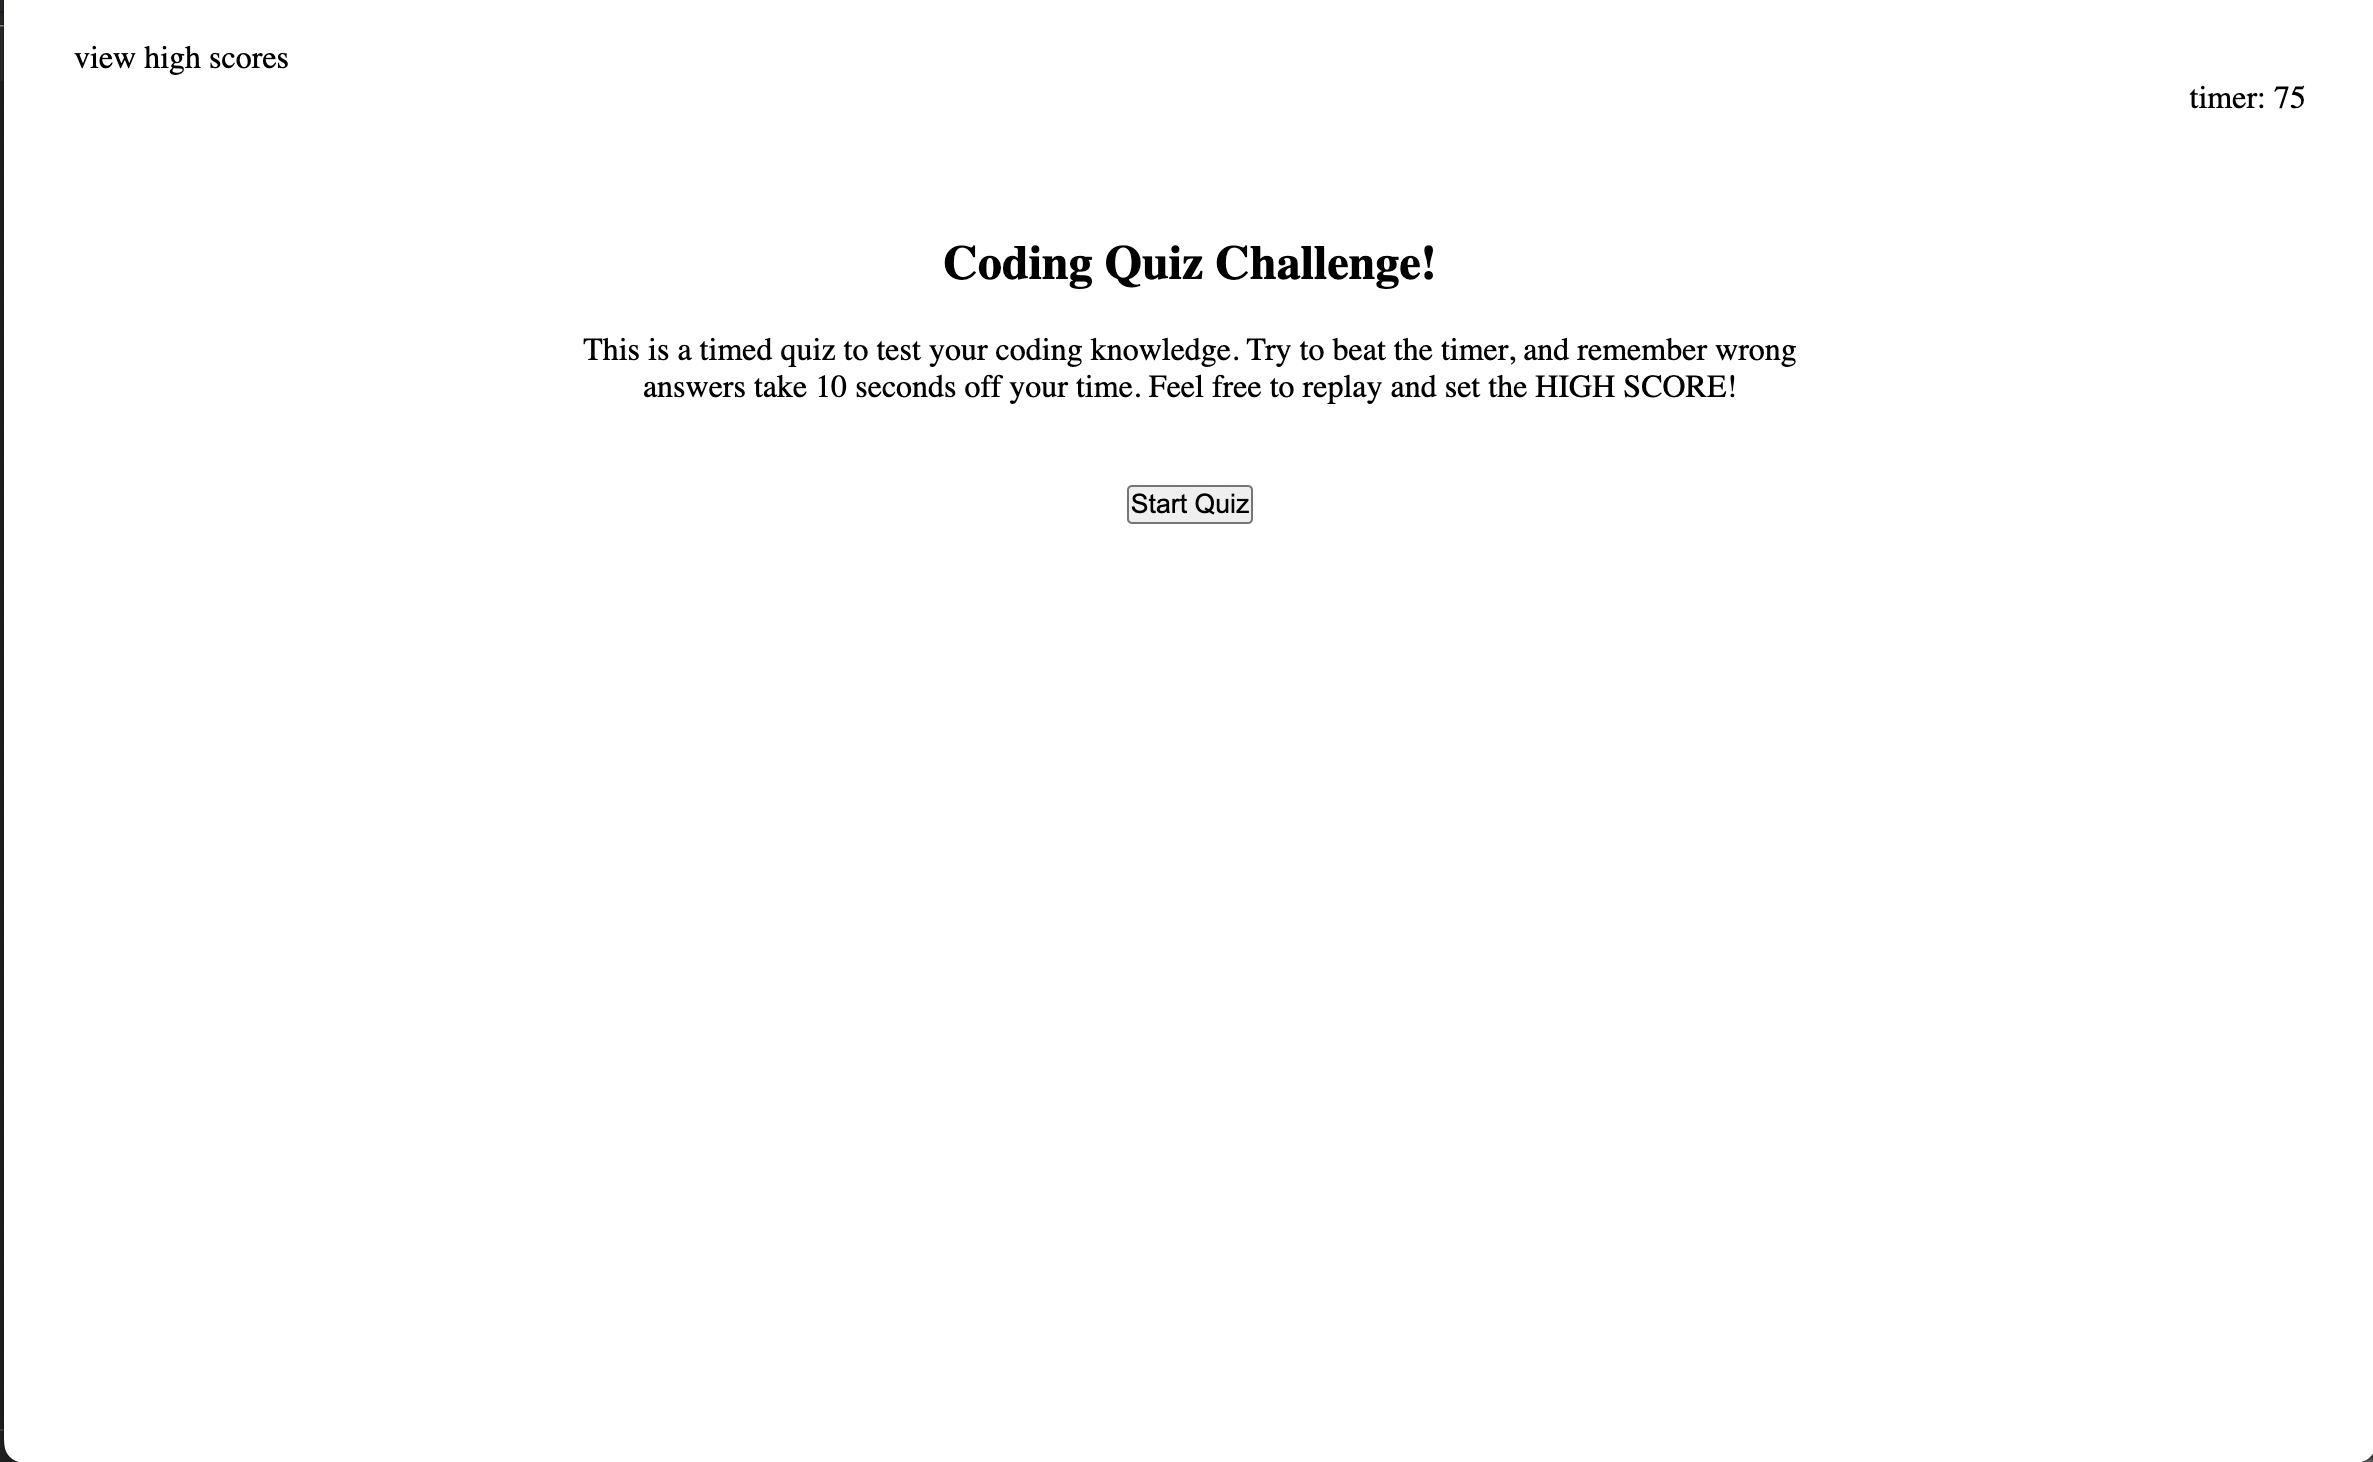 view high scores
timer: 75
Coding Quiz Challenge!
This is a timed quiz to test your coding knowledge. Try to beat the timer, and remember wrong
answers take 10 seconds off your time. Feel free to replay and set the HIGH SCORE!
Start Quiz